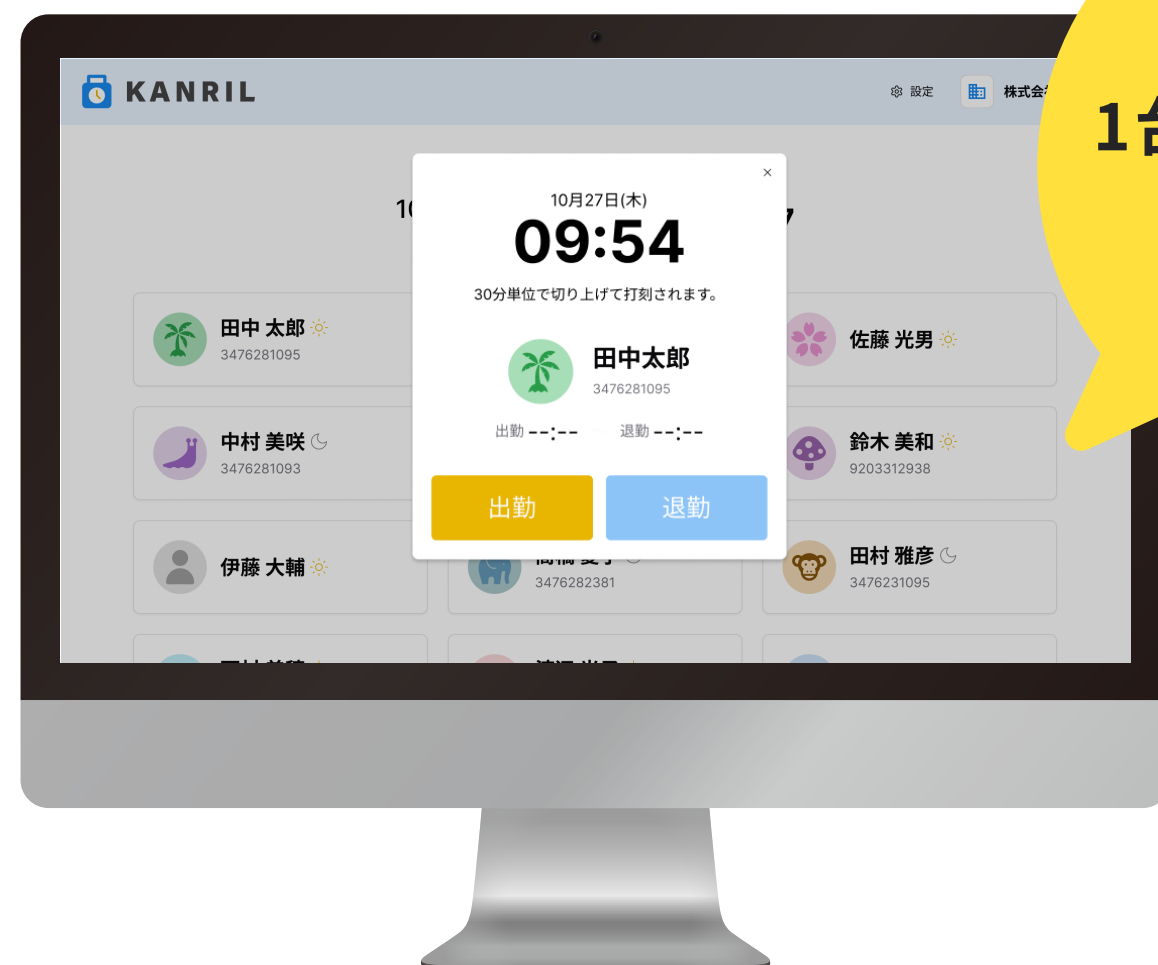 KANRIL
設定
株式会
1台
10
10月27日(木)
09:54
30分単位で切り上げて打刻されます。
田中太郎
3476281095
出勤 --:--
退勤 --:--
出勤
退勤
田中 太郎
3476281095
佐藤 光男
中村 美咲
3476281093
鈴木 美和
9203312938
伊藤 大輔
3476282381
田村 雅彦
3476231095